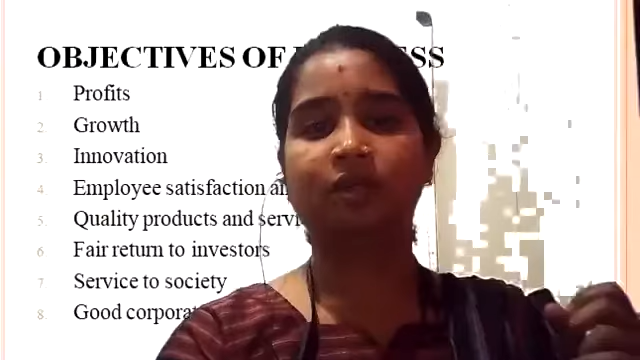 OBJECTIVES OF
1 Profits
2. Growth
3. Innovation
4 Employee satisfaction
5. Quality products and
6 Fair return to investors
7 Service to society
8. Good